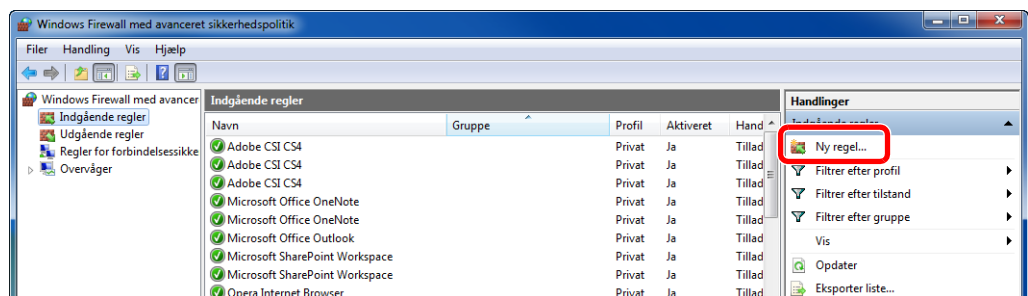 Windows Firewall med avanceret sikkerhedspolitik
Filer Handling Vis Hjælp
Windows Firewall med avancer
Indgående regler
Udgående regler
Regler for forbindelsessikke
Overvåger
Indgående regler
Navn Gruppe Profil Aktiveret Hand
Adobe CSI CS4 Privat Ja Tillad
Adobe CSI CS4 Privat Ja Tillad
Adobe CSI CS4 Privat Ja Tillad
Microsoft Office OneNote Privat Ja Tillad
Microsoft Office OneNote Privat Ja Tillad
Microsoft Office Outlook Privat Ja Tillad
Microsoft SharePoint Workspace Privat Ja Tillad
Microsoft SharePoint Workspace Privat Ja Tillad
Opera Internet Browser Privat Ja Tillad
Handlinger
Indgående regler
Ny regel...
Filtrer efter profil
Filtrer efter tilstand
Filtrer efter gruppe
Vis
Opdater
Eksporter liste...